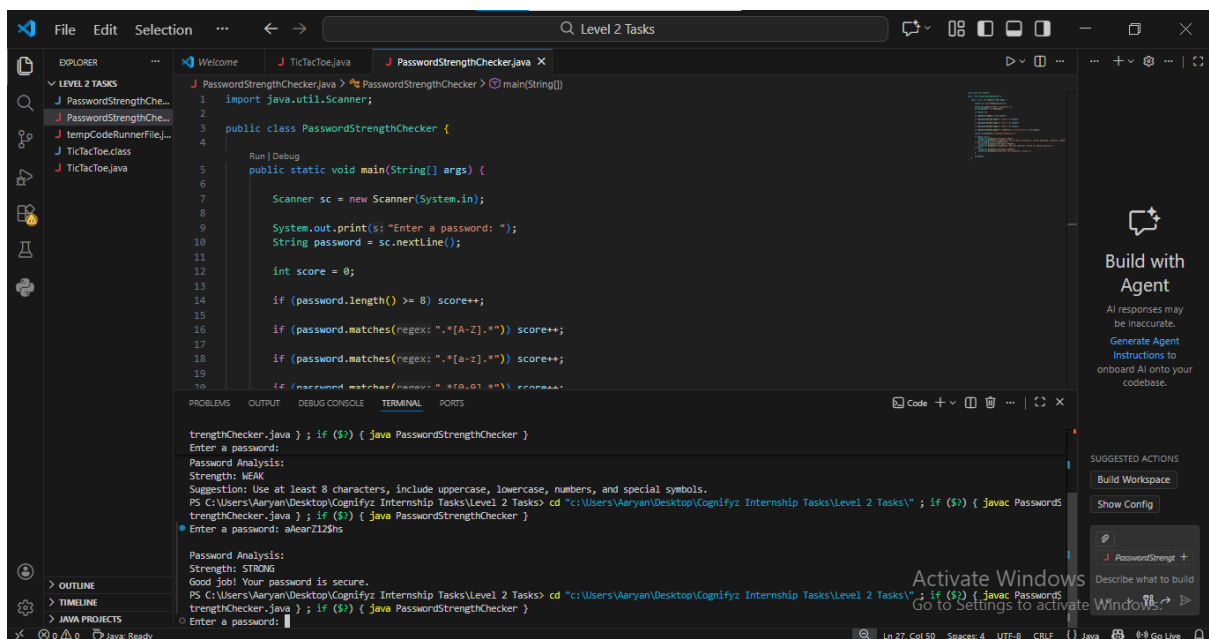 File Edit Selection ... Level 2 Tasks
EXPLORER ...
LEVEL 2 TASKS
PasswordStrengthChe...
PasswordStrengthChe...
tempCodeRunnerFile.j...
TicTacToe.class
TicTacToe.java
OUTLINE
TIMELINE
JAVA PROJECTS
Welcome J TicTacToe.java J PasswordStrengthChecker.java
J PasswordStrengthChecker.java > PasswordStrengthChecker > main(String[])
1 import java.util.Scanner;
2
3 public class PasswordStrengthChecker {
4
Run | Debug
5 public static void main(String[] args) {
6
7 Scanner sc = new Scanner(System.in);
8
9 System.out.print(s: "Enter a password: ");
10 String password = sc.nextLine();
11
12 int score = 0;
13
14 if (password.length() >= 8) score++;
15
16 if (password.matches(regex: ".*[A-Z].*")) score++;
17
18 if (password.matches(regex: ".*[a-z].*")) score++;
19
20 if (password.matches(regex: ".*[0-9].*")) score++;
PROBLEMS OUTPUT DEBUG CONSOLE TERMINAL PORTS Code
trengthChecker.java } ; if ($?) { java PasswordStrengthChecker }
Enter a password:
Password Analysis:
Strength: WEAK
Suggestion: Use at least 8 characters, include uppercase, lowercase, numbers, and special symbols.
PS C:\Users\Aaryan\Desktop\Cognifyz Internship Tasks\Level 2 Tasks> cd "c:\Users\Aaryan\Desktop\Cognifyz Internship Tasks\Level 2 Tasks\" ; if ($?) { javac PasswordS
trengthChecker.java } ; if ($?) { java PasswordStrengthChecker }
Enter a password: aAearZ12$hs
Password Analysis:
Strength: STRONG
Good job! Your password is secure.
PS C:\Users\Aaryan\Desktop\Cognifyz Internship Tasks\Level 2 Tasks> cd "c:\Users\Aaryan\Desktop\Cognifyz Internship Tasks\Level 2 Tasks\" ; if ($?) { javac PasswordS
trengthChecker.java } ; if ($?) { java PasswordStrengthChecker }
Enter a password:
Build with
Agent
AI responses may
be inaccurate.
Generate Agent
Instructions to
onboard AI onto your
codebase.
SUGGESTED ACTIONS
Build Workspace
Show Config
J PasswordStrengt +
Describe what to build
Activate Windows
Go to Settings to activate Windows.
0 0 0 Java: Ready Ln 27, Col 50 Spaces: 4 UTF-8 CRLF {} Java Go Live